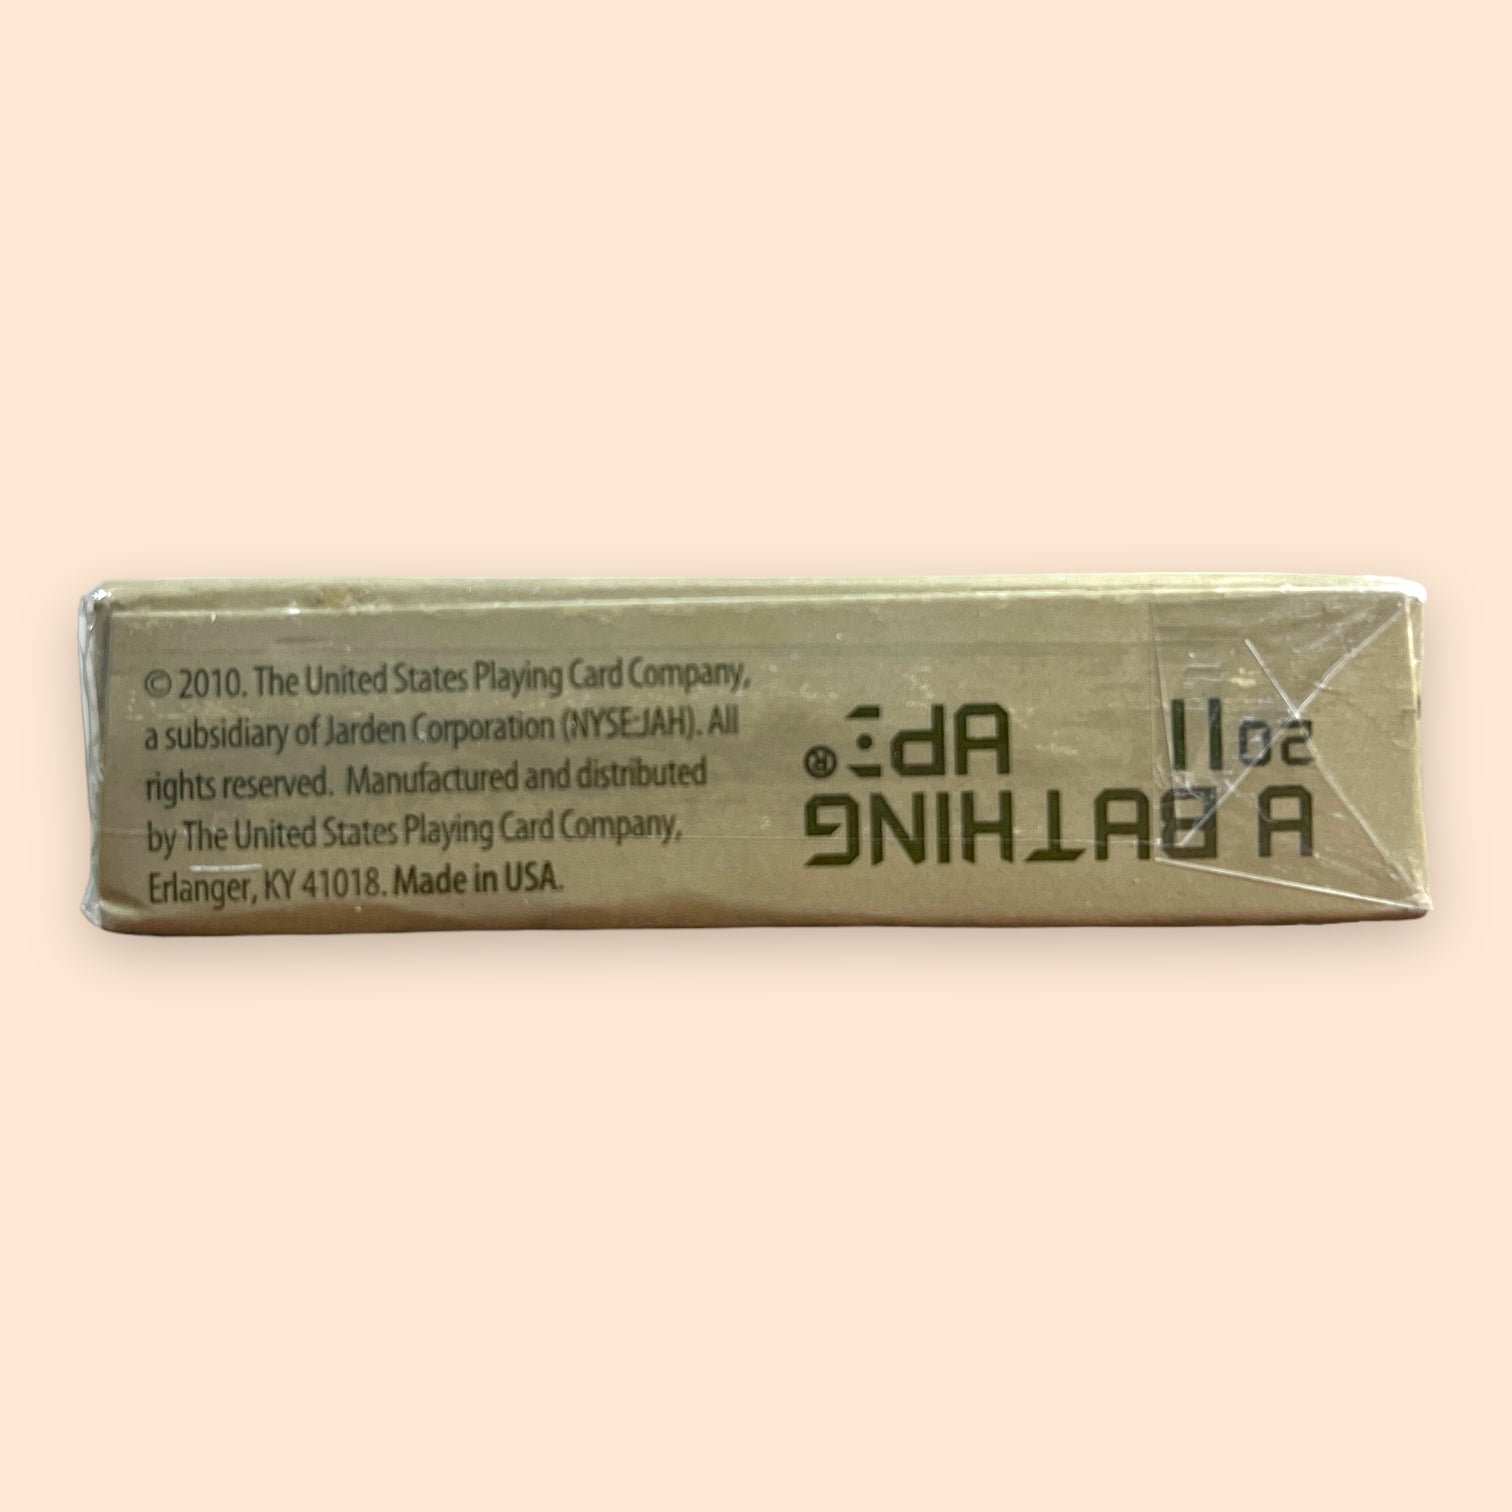 © 2010. The United States Playing Card Company,
a subsidiary of Jarden Corporation (NYSE:JAH). All
rights reserved. Manufactured and distributed
by The United States Playing Card Company,
Erlanger, KY 41018. Made in USA.
A BATHING
2011 APE®